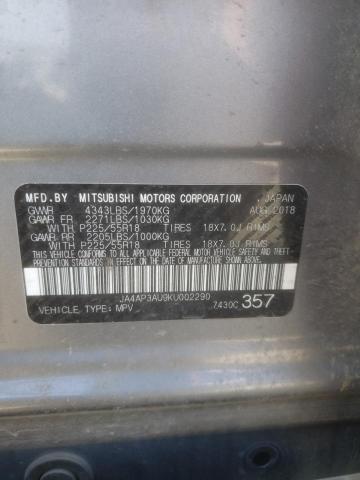 MFD.BY MITSUBISHI MOTORS CORPORATION . JAPAN
GVWR 4343LBS/1970KG AUG.2018
GAWR FR 2271LBS/1030KG
WITH P225/55R18 TIRES 18X7.0J RIMS
GAWR RR 2205LBS/1000KG
WITH P225/55R18 TIRES 18X7.0J RIMS
THIS VEHICLE CONFORMS TO ALL APPLICABLE FEDERAL MOTOR VEHICLE SAFETY
AND THEFT PREVENTION STANDARDS IN EFFECT ON THE DATE OF MANUFACTURE SHOWN ABOVE.
JA4AP3AU9KU002290
VEHICLE TYPE: MPV 7430C 357